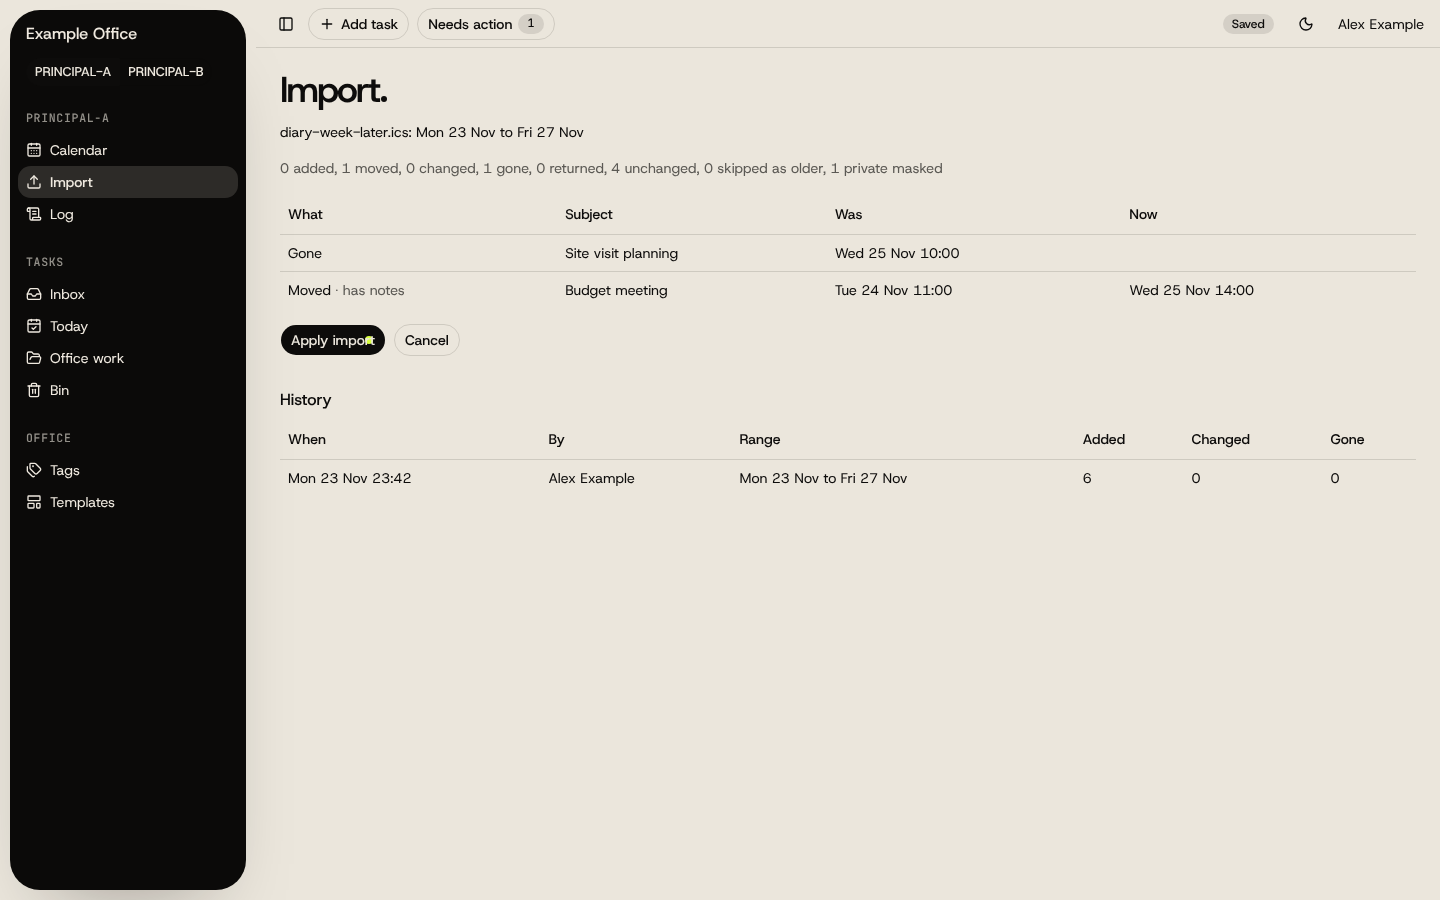 Example Office
PRINCIPAL-A PRINCIPAL-B
PRINCIPAL-A
Calendar
Import
Log
TASKS
Inbox
Today
Office work
Bin
OFFICE
Tags
Templates
Add task Needs action 1 Saved Alex Example
Import.
diary-week-later.ics: Mon 23 Nov to Fri 27 Nov
0 added, 1 moved, 0 changed, 1 gone, 0 returned, 4 unchanged, 0 skipped as older, 1 private masked
What Subject Was Now
Gone Site visit planning Wed 25 Nov 10:00
Moved · has notes Budget meeting Tue 24 Nov 11:00 Wed 25 Nov 14:00
Apply import Cancel
History
When By Range Added Changed Gone
Mon 23 Nov 23:42 Alex Example Mon 23 Nov to Fri 27 Nov 6 0 0